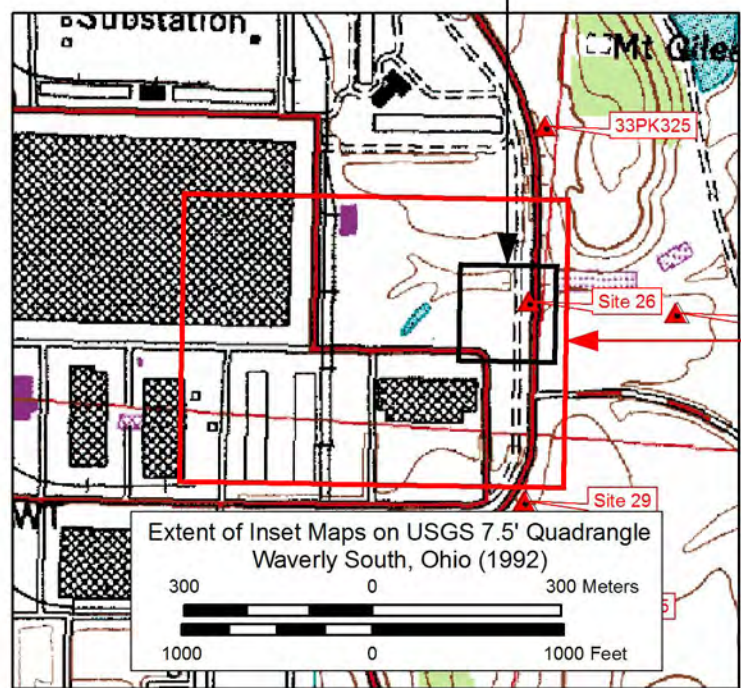 Substation
Mt Giles
33PK325
Site 26
Site 29
Extent of Inset Maps on USGS 7.5' Quadrangle
Waverly South, Ohio (1992)
300 0 300 Meters
1000 0 1000 Feet